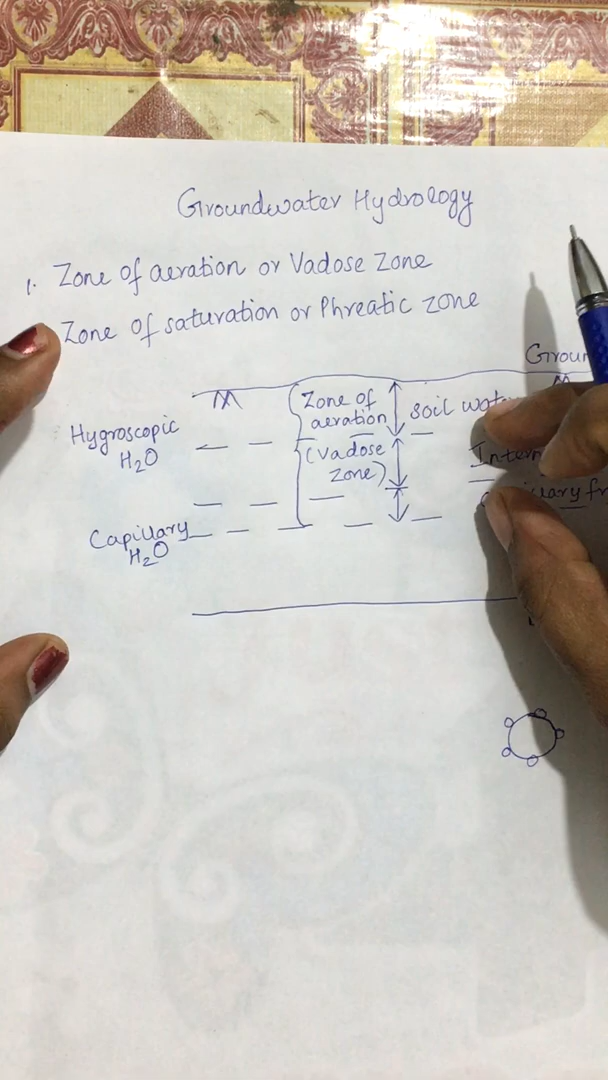 Groundwater Hydrology
1. Zone of aeration or Vadose Zone
Zone of saturation or Phreatic zone
Hygroscopic
H2O
Zone of
aeration
(Vadose
zone)
soil
Capillary
H2O